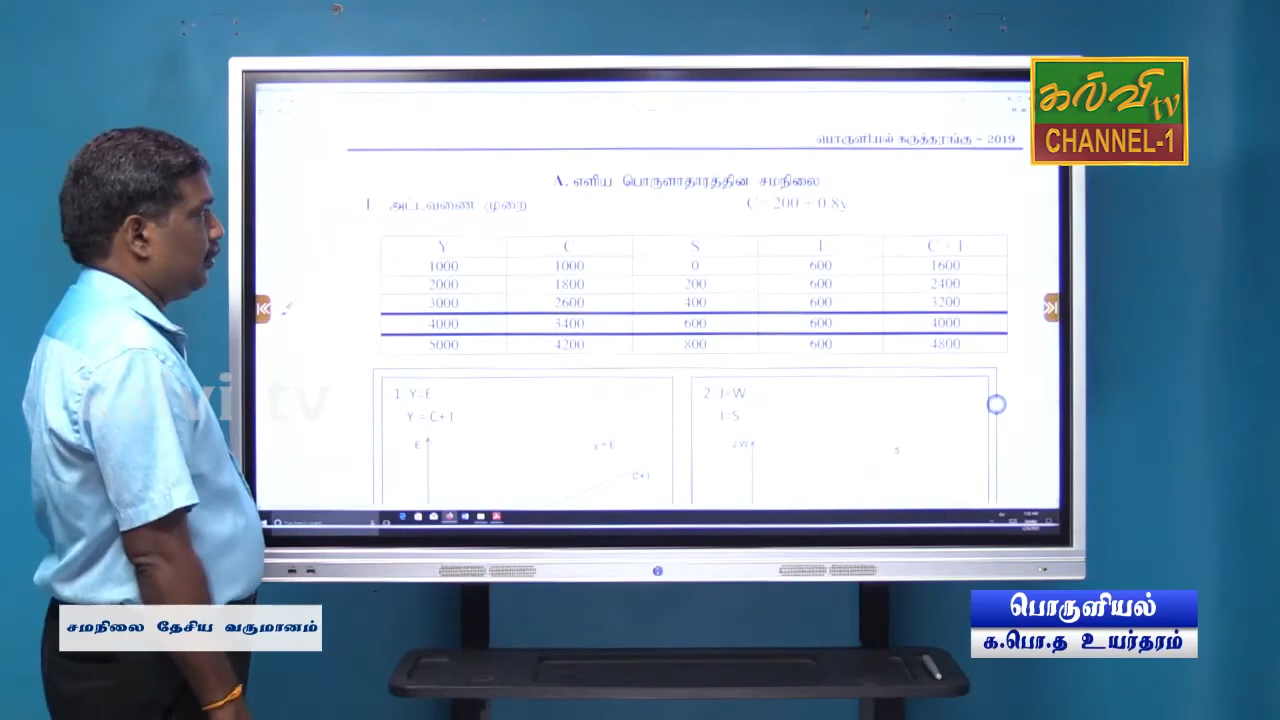 கல்வி tv
CHANNEL-1
பொருளியல் கருத்தரங்கு - 2019
A. எளிய பொருளாதாரத்தின் சமநிலை
I. அட்டவணை முறை C = 200 + 0.8y
Y C S I C + I
1000 1000 0 600 1600
2000 1800 200 600 2400
3000 2600 400 600 3200
4000 3400 600 600 4000
5000 4200 800 600 4800
1. Y=E
Y = C+ I
E
y = E
C+I
2. J=W
I=S
J,W
S
சமநிலை தேசிய வருமானம்
பொருளியல்
க.பொ.த உயர்தரம்